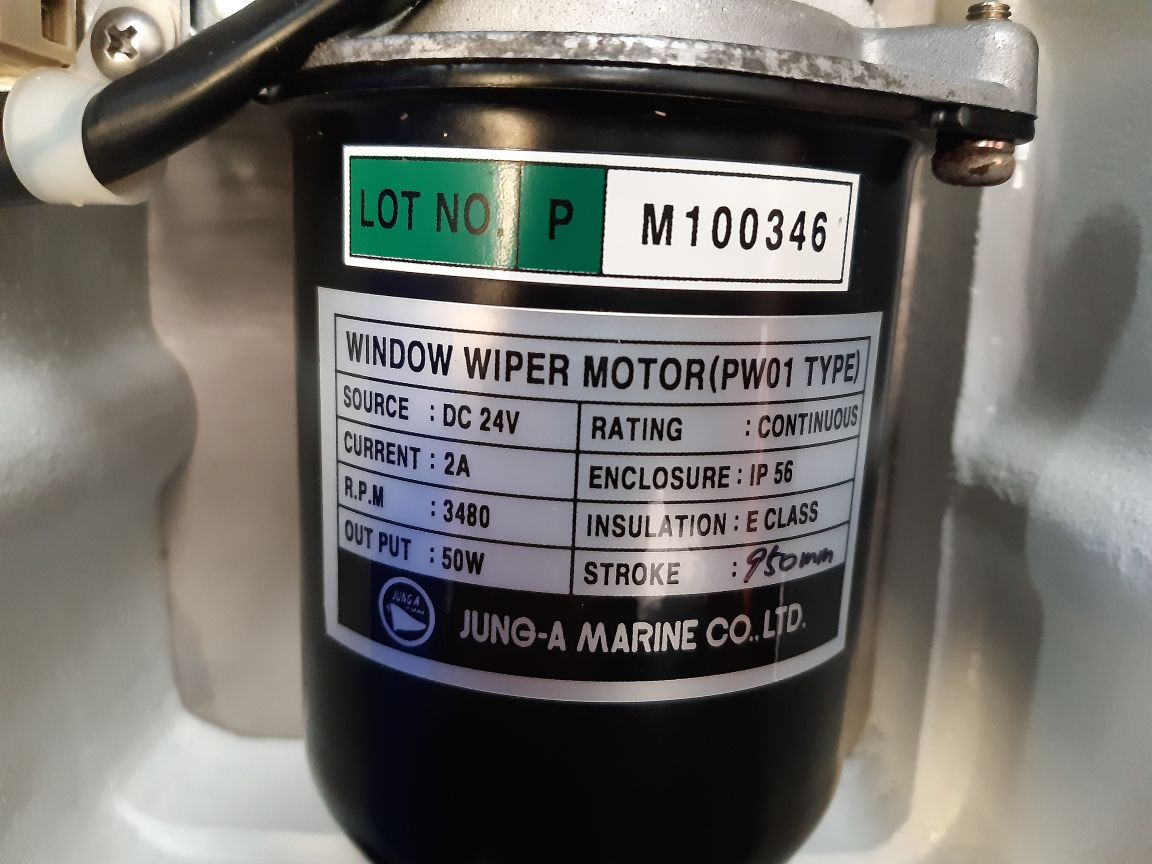 LOT NO. P M100346
WINDOW WIPER MOTOR(PW01 TYPE)
SOURCE : DC 24V RATING : CONTINUOUS
CURRENT : 2A ENCLOSURE : IP 56
R.P.M : 3480 INSULATION : E CLASS
OUT PUT : 50W STROKE : 950mm
JUNG-A
JUNG-A MARINE CO., LTD.